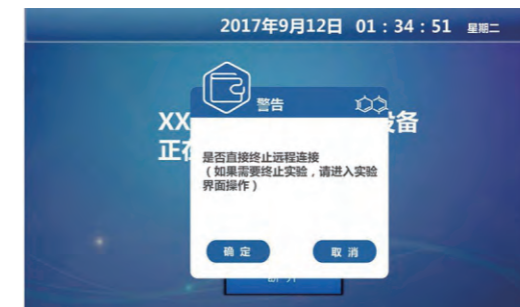 2017年9月12日 01：34：51 星期二
警告
XX
设备
正在
是否直接终止远程连接
（如果需要终止实验，请进入实验
界面操作）
确 定
取 消
断 开